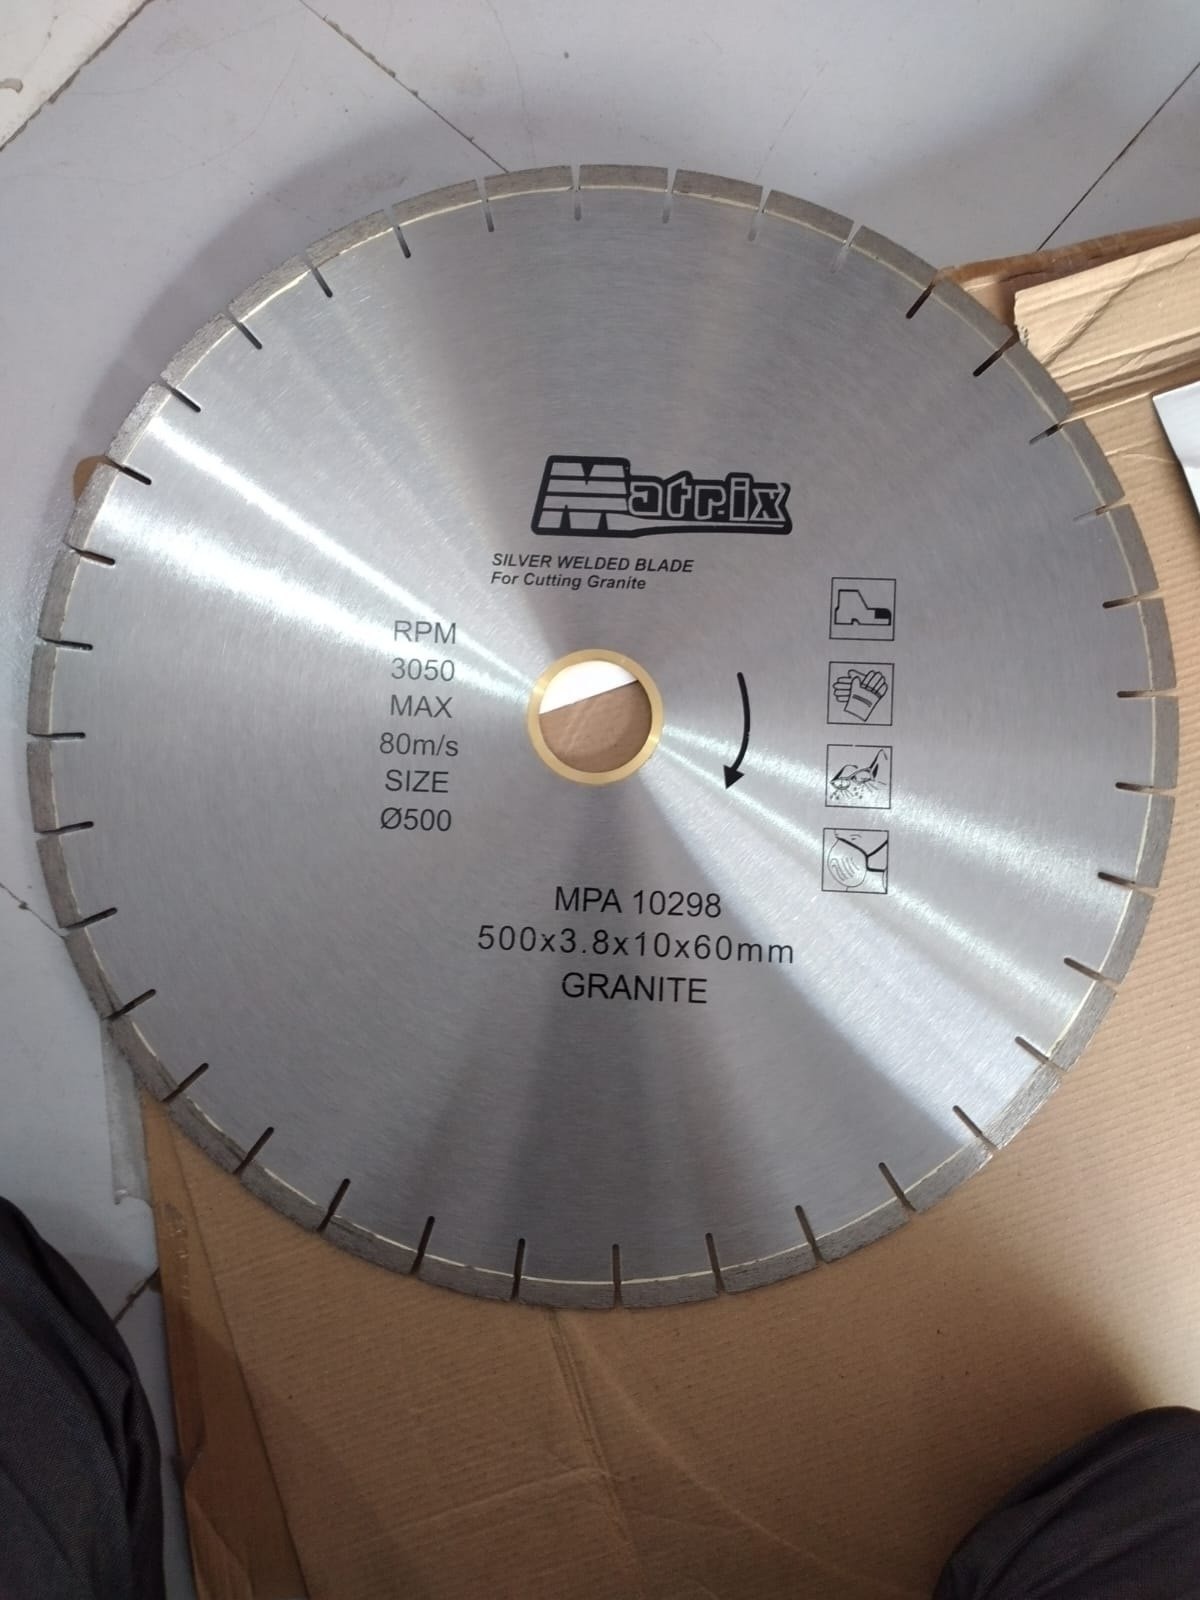 Matrix
SILVER WELDED BLADE
For Cutting Granite
RPM
3050
MAX
80m/s
SIZE
Ø500
MPA 10298
500x3.8x10x60mm
GRANITE